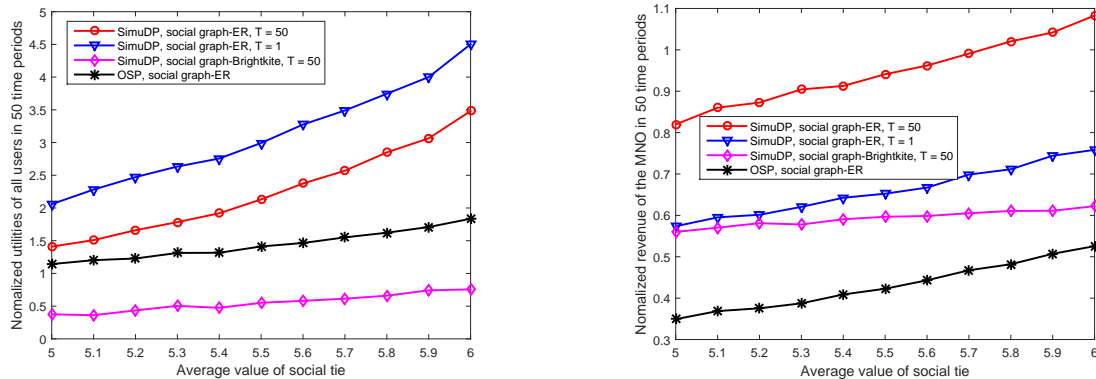 Nomalized utilities of all users in 50 time periods
5
4.5
4
3.5
3
2.5
2
1.5
1
0.5
0
SimuDP, social graph-ER, T = 50
SimuDP, social graph-ER, T = 1
SimuDP, social graph-Brightkite, T = 50
OSP, social graph-ER
5 5.1 5.2 5.3 5.4 5.5 5.6 5.7 5.8 5.9 6
Average value of social tie
Nomalized revenue of the MNO in 50 time periods
1.1
1
0.9
0.8
0.7
0.6
0.5
0.4
0.3
SimuDP, social graph-ER, T = 50
SimuDP, social graph-ER, T = 1
SimuDP, social graph-Brightkite, T = 50
OSP, social graph-ER
5 5.1 5.2 5.3 5.4 5.5 5.6 5.7 5.8 5.9 6
Average value of social tie